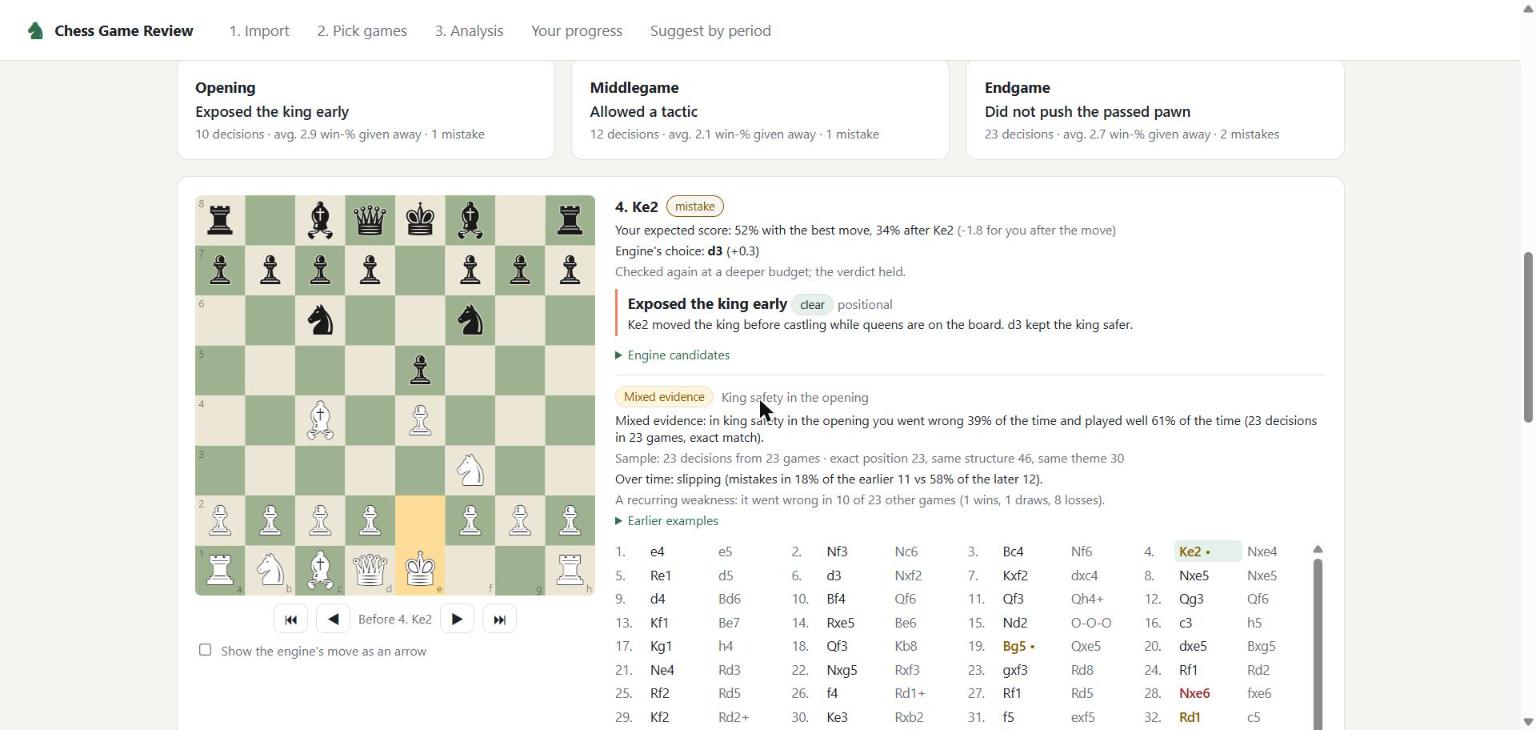 Chess Game Review 1. Import 2. Pick games 3. Analysis Your progress Suggest by period
Opening
Exposed the king early
10 decisions · avg. 2.9 win-% given away · 1 mistake
Middlegame
Allowed a tactic
12 decisions · avg. 2.1 win-% given away · 1 mistake
Endgame
Did not push the passed pawn
23 decisions · avg. 2.7 win-% given away · 2 mistakes
8
7
6
5
4
3
2
1
a b c d e f g h
Before 4. Ke2
Show the engine's move as an arrow
4. Ke2 mistake
Your expected score: 52% with the best move, 34% after Ke2 (-1.8 for you after the move)
Engine's choice: d3 (+0.3)
Checked again at a deeper budget; the verdict held.
Exposed the king early clear positional
Ke2 moved the king before castling while queens are on the board. d3 kept the king safer.
Engine candidates
Mixed evidence King safety in the opening
Mixed evidence: in king safety in the opening you went wrong 39% of the time and played well 61% of the time (23 decisions
in 23 games, exact match).
Sample: 23 decisions from 23 games · exact position 23, same structure 46, same theme 30
Over time: slipping (mistakes in 18% of the earlier 11 vs 58% of the later 12).
A recurring weakness: it went wrong in 10 of 23 other games (1 wins, 1 draws, 8 losses).
Earlier examples
1. e4 e5 2. Nf3 Nc6 3. Bc4 Nf6 4. Ke2 • Nxe4
5. Re1 d5 6. d3 Nxf2 7. Kxf2 dxc4 8. Nxe5 Nxe5
9. d4 Bd6 10. Bf4 Qf6 11. Qf3 Qh4+ 12. Qg3 Qf6
13. Kf1 Be7 14. Rxe5 Be6 15. Nd2 O-O-O 16. c3 h5
17. Kg1 h4 18. Qf3 Kb8 19. Bg5 • Qxe5 20. dxe5 Bxg5
21. Ne4 Rd3 22. Nxg5 Rxf3 23. gxf3 Rd8 24. Rf1 Rd2
25. Rf2 Rd5 26. f4 Rd1+ 27. Rf1 Rd5 28. Nxe6 fxe6
29. Kf2 Rd2+ 30. Ke3 Rxb2 31. f5 exf5 32. Rd1 c5